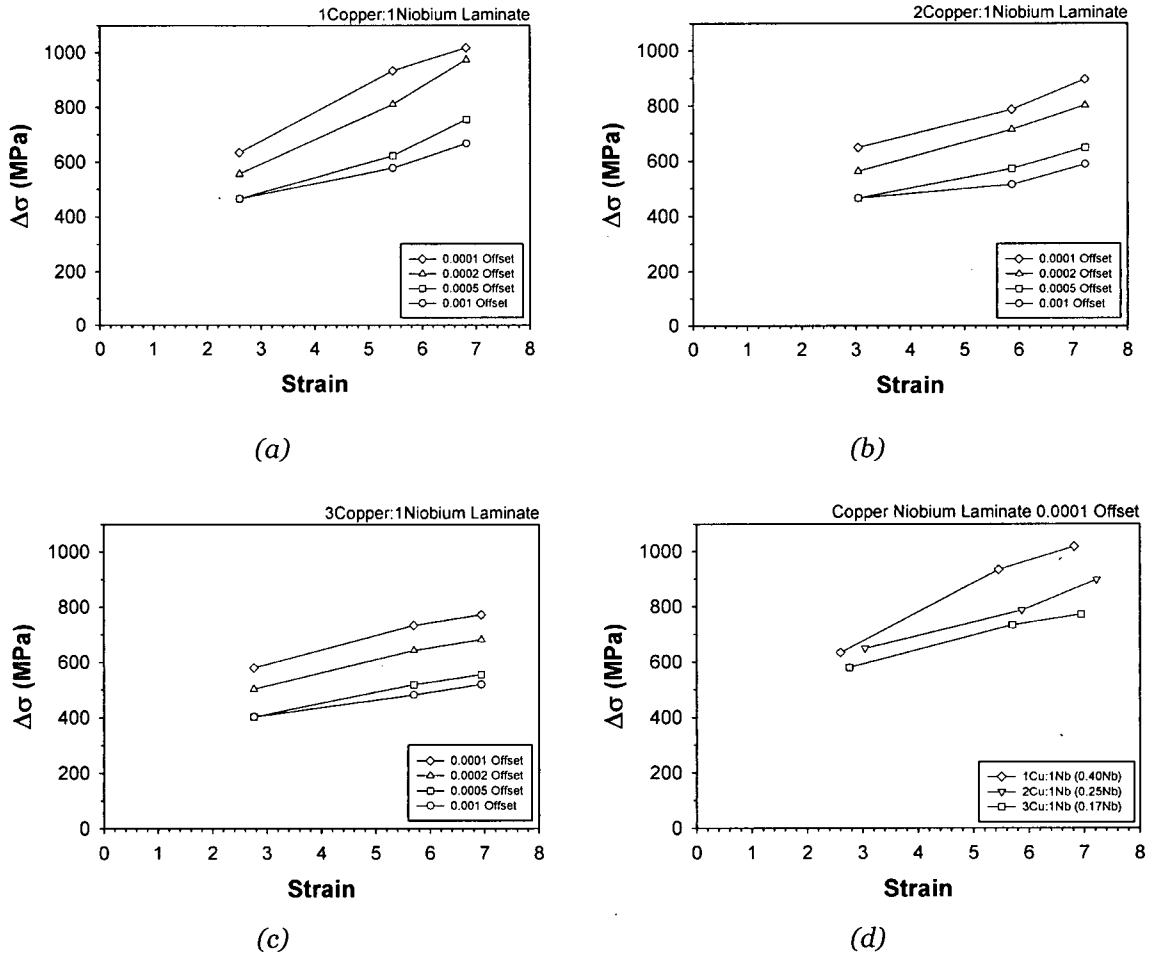 1Copper:1Niobium Laminate
1000
800
600
400
200
0
Δσ (MPa)
0 1 2 3 4 5 6 7 8
Strain
0.0001 Offset
0.0002 Offset
0.0005 Offset
0.001 Offset
(a)
2Copper:1Niobium Laminate
1000
800
600
400
200
0
Δσ (MPa)
0 1 2 3 4 5 6 7 8
Strain
0.0001 Offset
0.0002 Offset
0.0005 Offset
0.001 Offset
(b)
3Copper:1Niobium Laminate
1000
800
600
400
200
0
Δσ (MPa)
0 1 2 3 4 5 6 7 8
Strain
0.0001 Offset
0.0002 Offset
0.0005 Offset
0.001 Offset
(c)
Copper Niobium Laminate 0.0001 Offset
1000
800
600
400
200
0
Δσ (MPa)
0 1 2 3 4 5 6 7 8
Strain
1Cu:1Nb (0.40Nb)
2Cu:1Nb (0.25Nb)
3Cu:1Nb (0.17Nb)
(d)